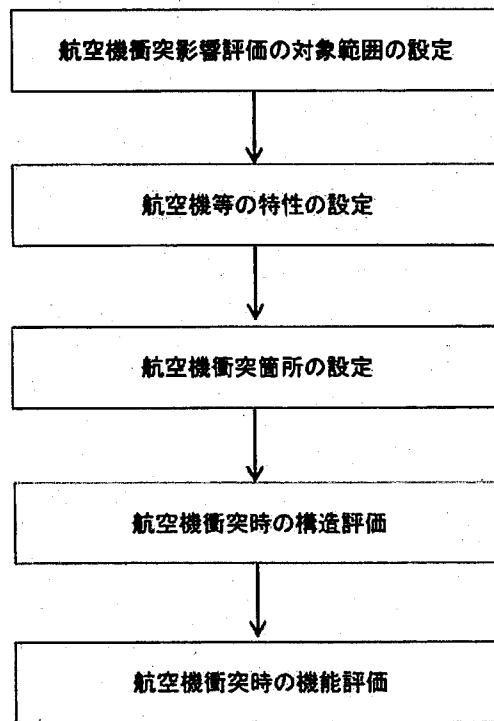 航空機衝突影響評価の対象範囲の設定
航空機等の特性の設定
航空機衝突箇所の設定
航空機衝突時の構造評価
航空機衝突時の機能評価